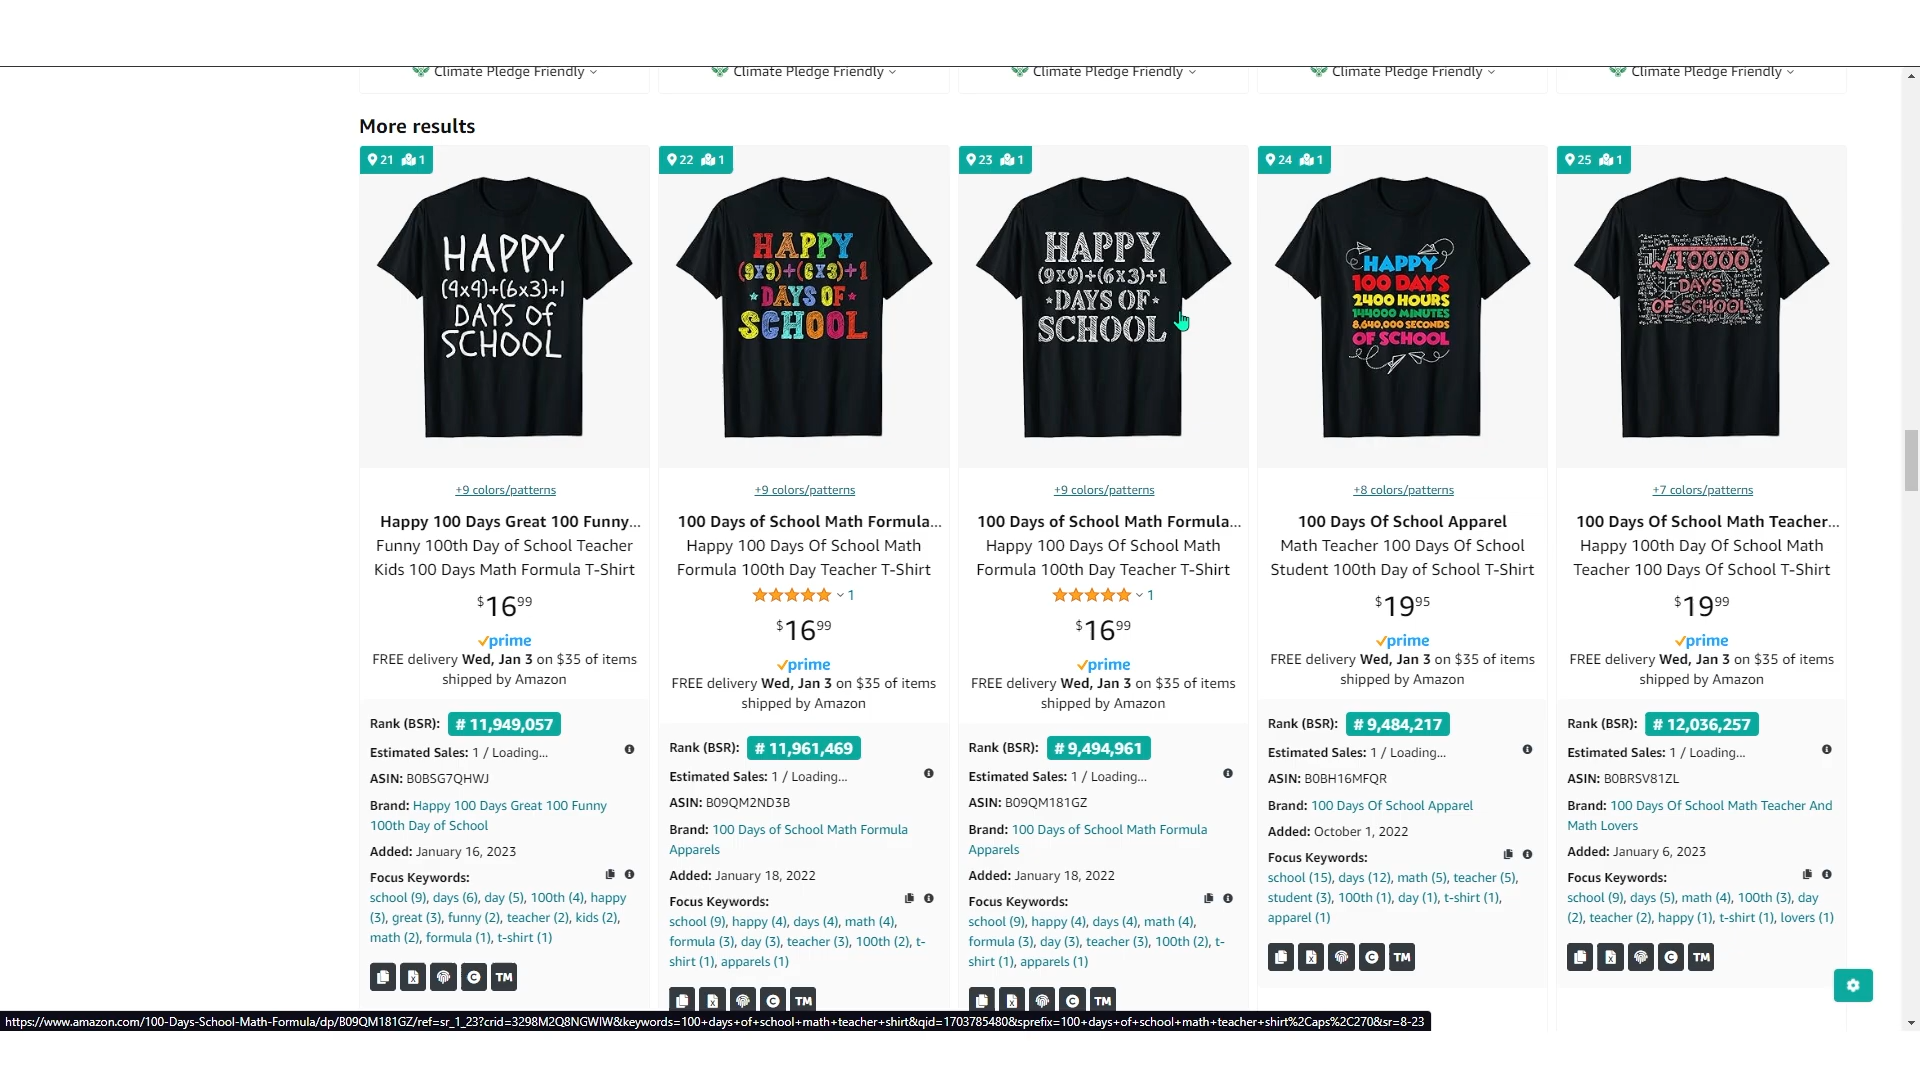 Climate Pledge Friendly
Climate Pledge Friendly
Climate Pledge Friendly
Climate Pledge Friendly
Climate Pledge Friendly
More results
21 1
HAPPY
(9x9)+(6x3)+1
DAYS Of
SCHOOL
+9 colors/patterns
Happy 100 Days Great 100 Funny...
Funny 100th Day of School Teacher
Kids 100 Days Math Formula T-Shirt
$16.99
prime
FREE delivery Wed, Jan 3 on $35 of items
shipped by Amazon
Rank (BSR): # 11,949,057
Estimated Sales: 1 / Loading...
ASIN: B0BSG7QHWJ
Brand: Happy 100 Days Great 100 Funny
100th Day of School
Added: January 16, 2023
Focus Keywords:
school (9), days (6), day (5), 100th (4), happy
(3), great (3), funny (2), teacher (2), kids (2),
math (2), formula (1), t-shirt (1)
TM
22 1
HAPPY
(9x9)+(6x3)+1
DAYS OF
SCHOOL
+9 colors/patterns
100 Days of School Math Formula...
Happy 100 Days Of School Math
Formula 100th Day Teacher T-Shirt
1
$16.99
prime
FREE delivery Wed, Jan 3 on $35 of items
shipped by Amazon
Rank (BSR): # 11,961,469
Estimated Sales: 1 / Loading...
ASIN: B09QM2ND3B
Brand: 100 Days of School Math Formula
Apparels
Added: January 18, 2022
Focus Keywords:
school (9), happy (4), days (4), math (4),
formula (3), day (3), teacher (3), 100th (2), t-
shirt (1), apparels (1)
TM
23 1
HAPPY
(9x9)+(6x3)+1
DAYS OF
SCHOOL
+9 colors/patterns
100 Days of School Math Formula...
Happy 100 Days Of School Math
Formula 100th Day Teacher T-Shirt
1
$16.99
prime
FREE delivery Wed, Jan 3 on $35 of items
shipped by Amazon
Rank (BSR): # 9,494,961
Estimated Sales: 1 / Loading...
ASIN: B09QM181GZ
Brand: 100 Days of School Math Formula
Apparels
Added: January 18, 2022
Focus Keywords:
school (9), happy (4), days (4), math (4),
formula (3), day (3), teacher (3), 100th (2), t-
shirt (1), apparels (1)
TM
24 1
HAPPY
100 DAYS
2400 HOURS
144000 MINUTES
8,640,000 SECONDS
OF SCHOOL
+8 colors/patterns
100 Days Of School Apparel
Math Teacher 100 Days Of School
Student 100th Day of School T-Shirt
$19.95
prime
FREE delivery Wed, Jan 3 on $35 of items
shipped by Amazon
Rank (BSR): # 9,484,217
Estimated Sales: 1 / Loading...
ASIN: B0BH16MFQR
Brand: 100 Days Of School Apparel
Added: October 1, 2022
Focus Keywords:
school (15), days (12), math (5), teacher (5),
student (3), 100th (1), day (1), t-shirt (1),
apparel (1)
TM
25 1
√10000
DAYS
OF SCHOOL
+7 colors/patterns
100 Days Of School Math Teacher...
Happy 100th Day Of School Math
Teacher 100 Days Of School T-Shirt
$19.99
prime
FREE delivery Wed, Jan 3 on $35 of items
shipped by Amazon
Rank (BSR): # 12,036,257
Estimated Sales: 1 / Loading...
ASIN: B0BRSV81ZL
Brand: 100 Days Of School Math Teacher And
Math Lovers
Added: January 6, 2023
Focus Keywords:
school (9), days (5), math (4), 100th (3), day
(2), teacher (2), happy (1), t-shirt (1), lovers (1)
TM
https://www.amazon.com/100-Days-School-Math-Formula/dp/B09QM181GZ/ref=sr_1_23?crid=3298M2Q8NGWIW&keywords=100+days+of+school+math+teacher+shirt&qid=1703785480&sprefix=100+days+of+school+math+teacher+shirt%2Caps%2C270&sr=8-23